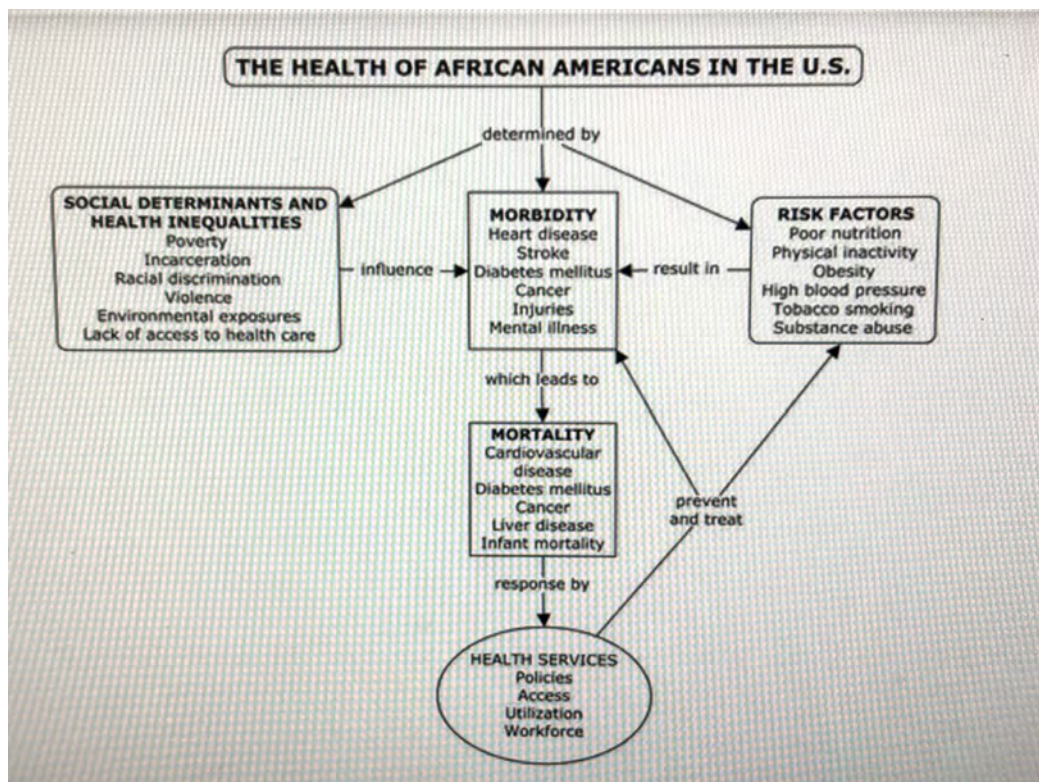 THE HEALTH OF AFRICAN AMERICANS IN THE U.S.
determined by
SOCIAL DETERMINANTS AND
HEALTH INEQUALITIES
Poverty
Incarceration
Racial discrimination
Violence
Environmental exposures
Lack of access to health care
influence
MORBIDITY
Heart disease
Stroke
Diabetes mellitus
Cancer
Injuries
Mental illness
result in
RISK FACTORS
Poor nutrition
Physical inactivity
Obesity
High blood pressure
Tobacco smoking
Substance abuse
which leads to
MORTALITY
Cardiovascular
disease
Diabetes mellitus
Cancer
Liver disease
Infant mortality
prevent
and treat
response by
HEALTH SERVICES
Policies
Access
Utilization
Workforce